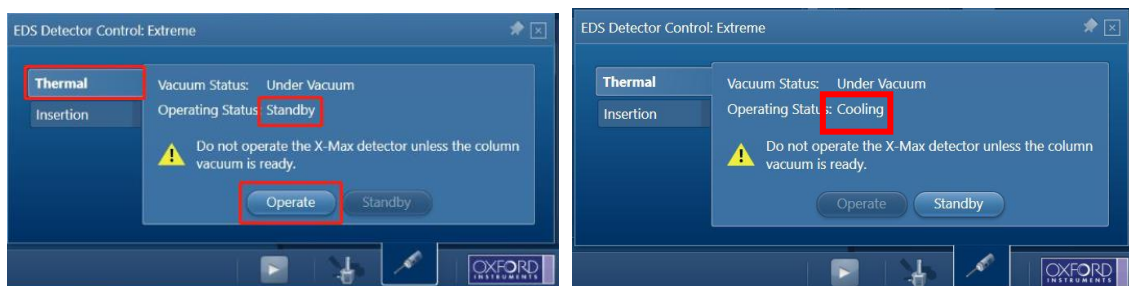 EDS Detector Control: Extreme
Thermal
Insertion
Vacuum Status: Under Vacuum
Operating Status: Standby
Do not operate the X-Max detector unless the column
vacuum is ready.
Operate
Standby
OXFORD
INSTRUMENTS
EDS Detector Control: Extreme
Thermal
Insertion
Vacuum Status: Under Vacuum
Operating Status: Cooling
Do not operate the X-Max detector unless the column
vacuum is ready.
Operate
Standby
OXFORD
INSTRUMENTS